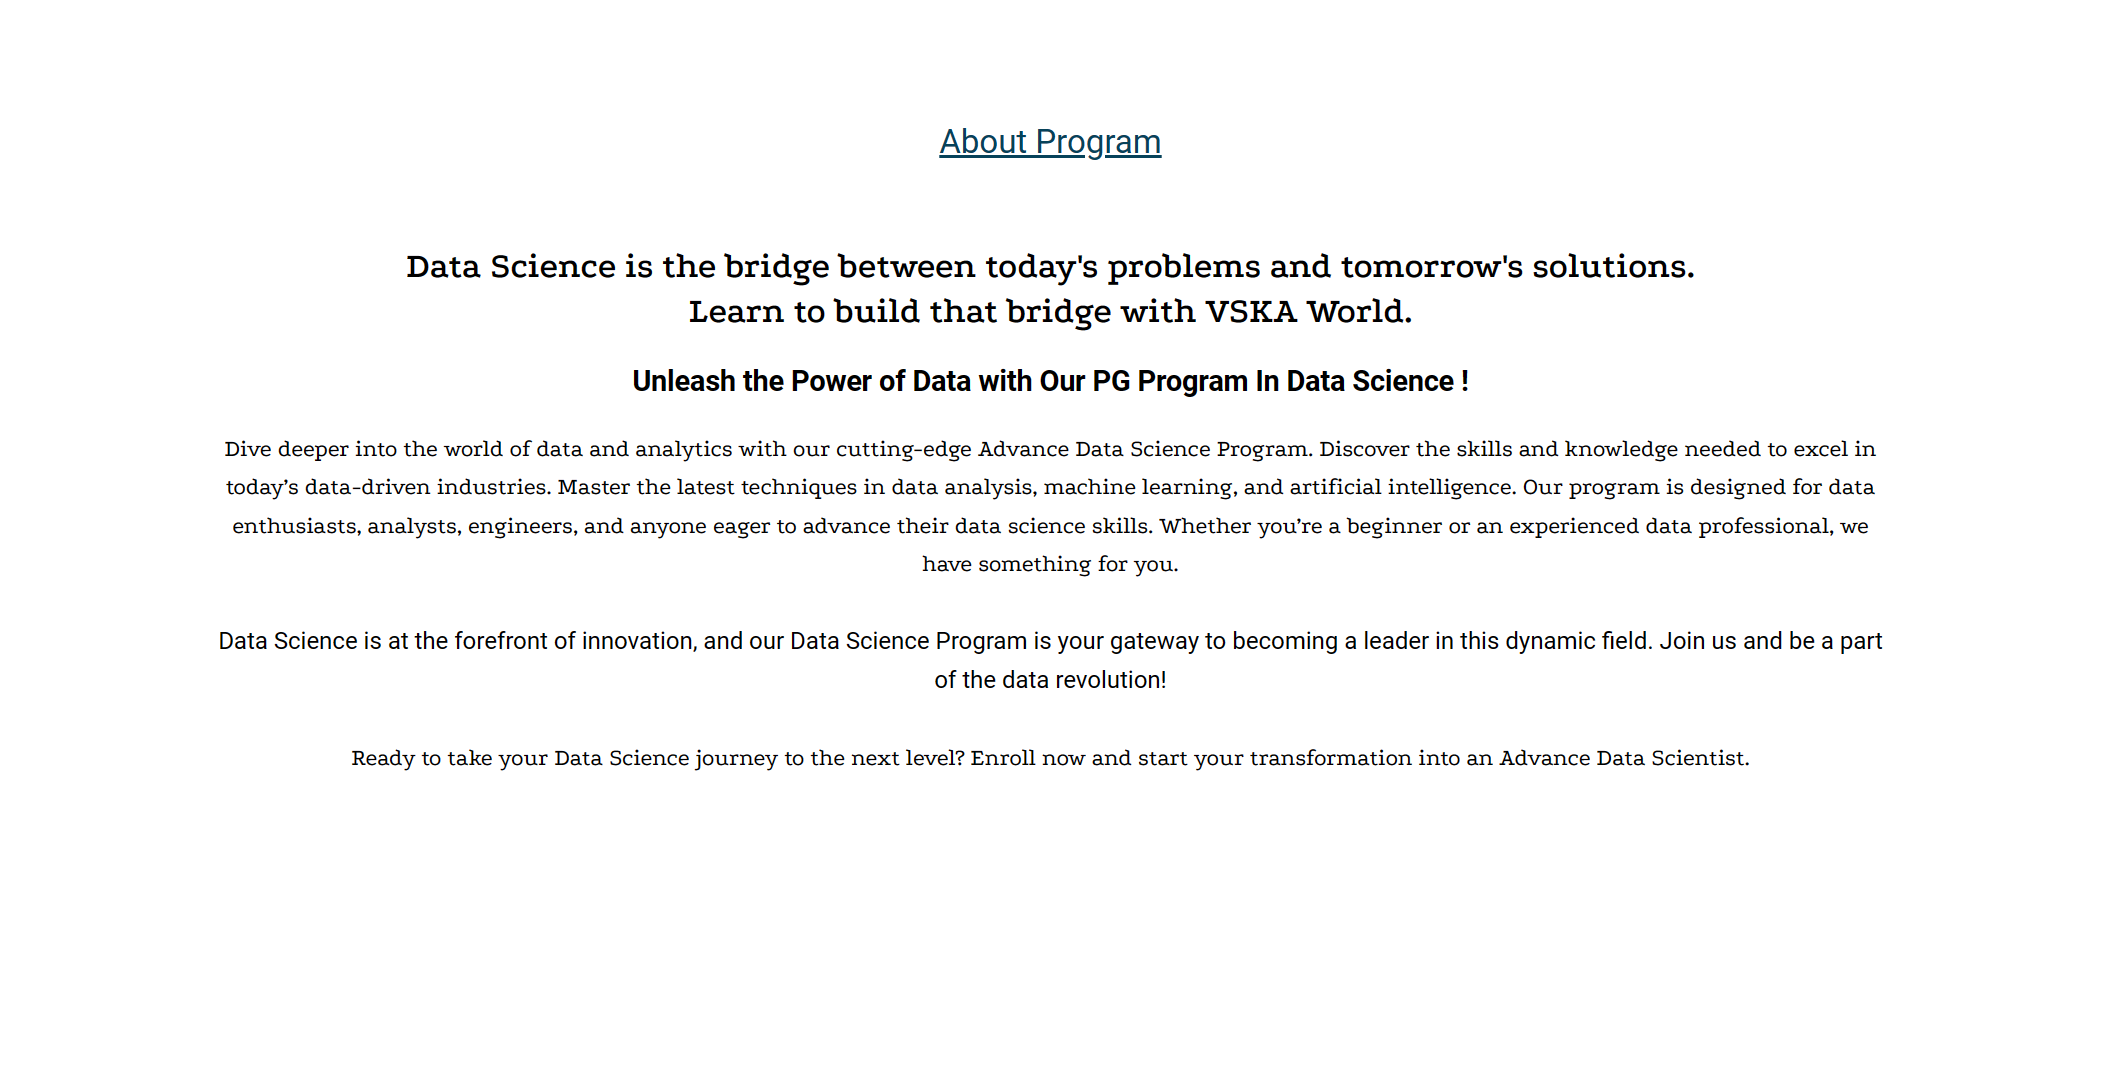 About Program
Data Science is the bridge between today's problems and tomorrow's solutions.
Learn to build that bridge with VSKA World.
Unleash the Power of Data with Our PG Program In Data Science !
Dive deeper into the world of data and analytics with our cutting-edge Advance Data Science Program. Discover the skills and knowledge needed to excel in
today’s data-driven industries. Master the latest techniques in data analysis, machine learning, and artificial intelligence. Our program is designed for data
enthusiasts, analysts, engineers, and anyone eager to advance their data science skills. Whether you’re a beginner or an experienced data professional, we
have something for you.
Data Science is at the forefront of innovation, and our Data Science Program is your gateway to becoming a leader in this dynamic field. Join us and be a part
of the data revolution!
Ready to take your Data Science journey to the next level? Enroll now and start your transformation into an Advance Data Scientist.